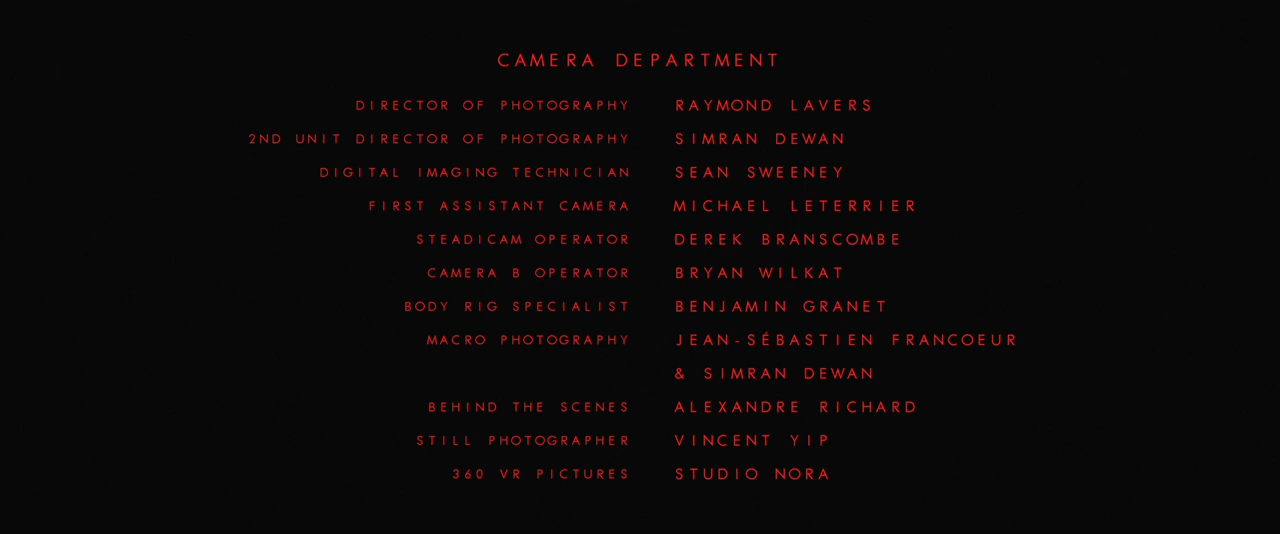 CAMERA DEPARTMENT
DIRECTOR OF PHOTOGRAPHY RAYMOND LAVERS
2ND UNIT DIRECTOR OF PHOTOGRAPHY SIMRAN DEWAN
DIGITAL IMAGING TECHNICIAN SEAN SWEENEY
FIRST ASSISTANT CAMERA MICHAEL LETERRIER
STEADICAM OPERATOR DEREK BRANSCOMBE
CAMERA B OPERATOR BRYAN WILKAT
BODY RIG SPECIALIST BENJAMIN GRANET
MACRO PHOTOGRAPHY JEAN-SÉBASTIEN FRANCOEUR
& SIMRAN DEWAN
BEHIND THE SCENES ALEXANDRE RICHARD
STILL PHOTOGRAPHER VINCENT YIP
360 VR PICTURES STUDIO NORA